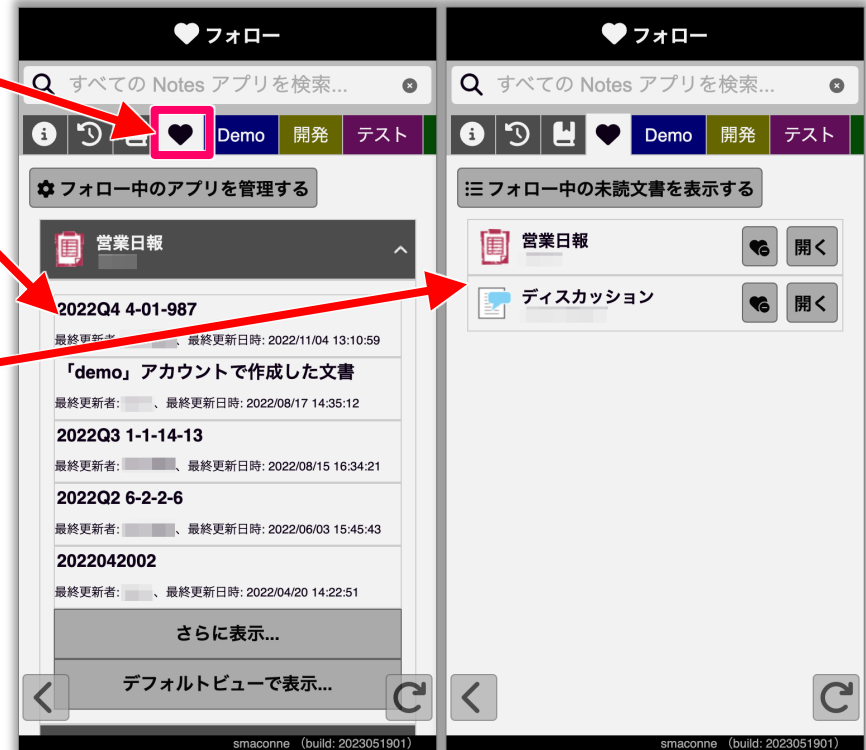 フォロー
すべての Notes アプリを検索...
Demo 開発 テスト
フォロー中のアプリを管理する
営業日報
2022Q4 4-01-987
最終更新者: 、最終更新日時: 2022/11/04 13:10:59
「demo」アカウントで作成した文書
最終更新者: 、最終更新日時: 2022/08/17 14:35:12
2022Q3 1-1-14-13
最終更新者: 、最終更新日時: 2022/08/15 16:34:21
2022Q2 6-2-2-6
最終更新者: 、最終更新日時: 2022/06/03 15:45:43
2022042002
最終更新者: 、最終更新日時: 2022/04/20 14:22:51
さらに表示...
デフォルトビューで表示...
smaconne （build: 2023051901）
フォロー
すべての Notes アプリを検索...
Demo 開発 テスト
フォロー中の未読文書を表示する
営業日報
開く
ディスカッション
開く
smaconne （build: 2023051901）